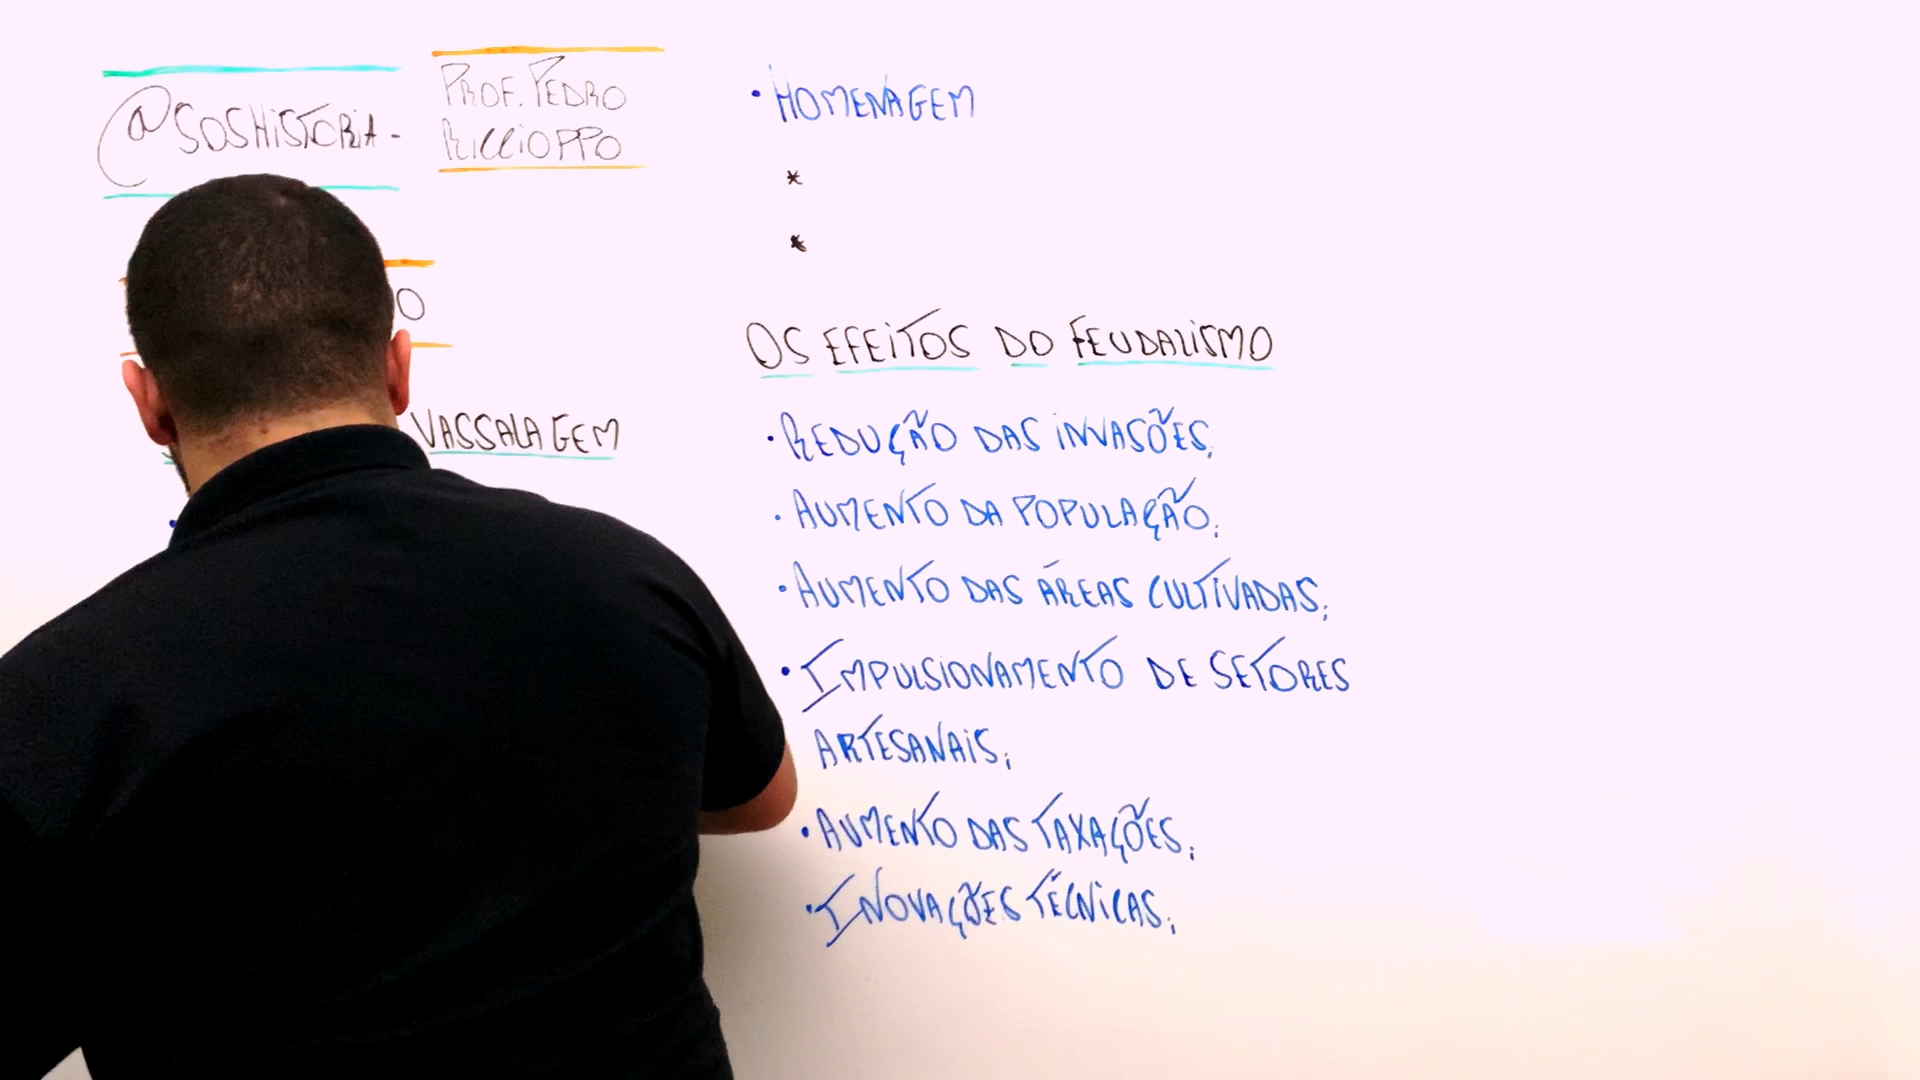 @SOSHISTORIA-
PROF. PEDRO
RICCIOPPO
VASSALAGEM
• HOMENAGEM
*
*
OS EFEITOS DO FEUDALISMO
• REDUÇÃO DAS INVASÕES;
• AUMENTO DA POPULAÇÃO;
• AUMENTO DAS ÁREAS CULTIVADAS;
• IMPULSIONAMENTO DE SETORES
ARTESANAIS;
• AUMENTO DAS TAXAÇÕES;
• INOVAÇÕES TÉCNICAS;